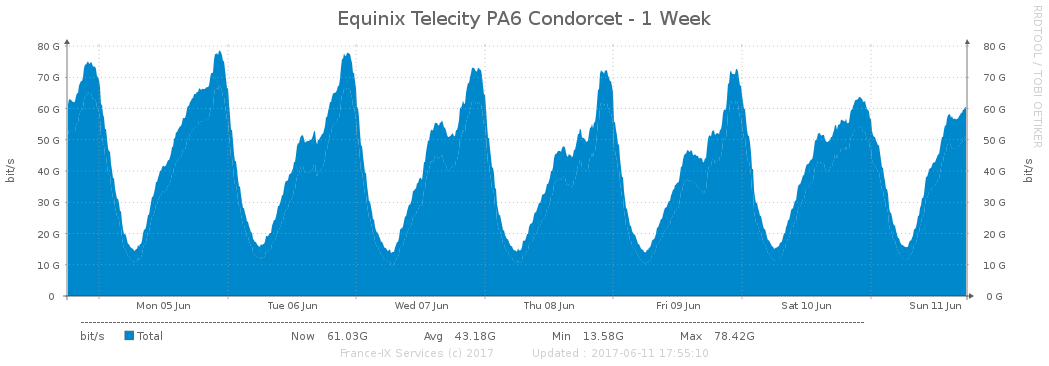 Equinix Telecity PA6 Condorcet - 1 Week
RRDTOOL / TOBI OETIKER
bit/s
80 G
70 G
60 G
50 G
40 G
30 G
20 G
10 G
0
80 G
70 G
60 G
50 G
40 G
30 G
20 G
10 G
0 G
bit/s
Mon 05 Jun Tue 06 Jun Wed 07 Jun Thu 08 Jun Fri 09 Jun Sat 10 Jun Sun 11 Jun
bit/s Total Now 61.03G Avg 43.18G Min 13.58G Max 78.42G
France-IX Services (c) 2017 Updated : 2017-06-11 17:55:10